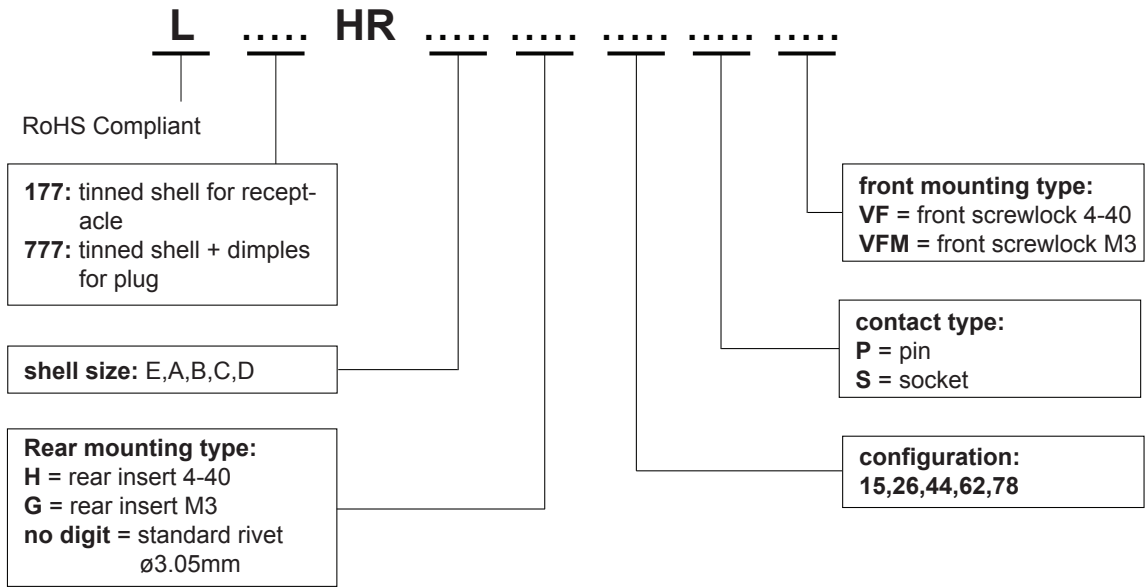 L ..... HR ..... ..... ..... ..... .....
RoHS Compliant
177: tinned shell for recept-
acle
777: tinned shell + dimples
for plug
shell size: E,A,B,C,D
Rear mounting type:
H = rear insert 4-40
G = rear insert M3
no digit = standard rivet
ø3.05mm
front mounting type:
VF = front screwlock 4-40
VFM = front screwlock M3
contact type:
P = pin
S = socket
configuration:
15,26,44,62,78